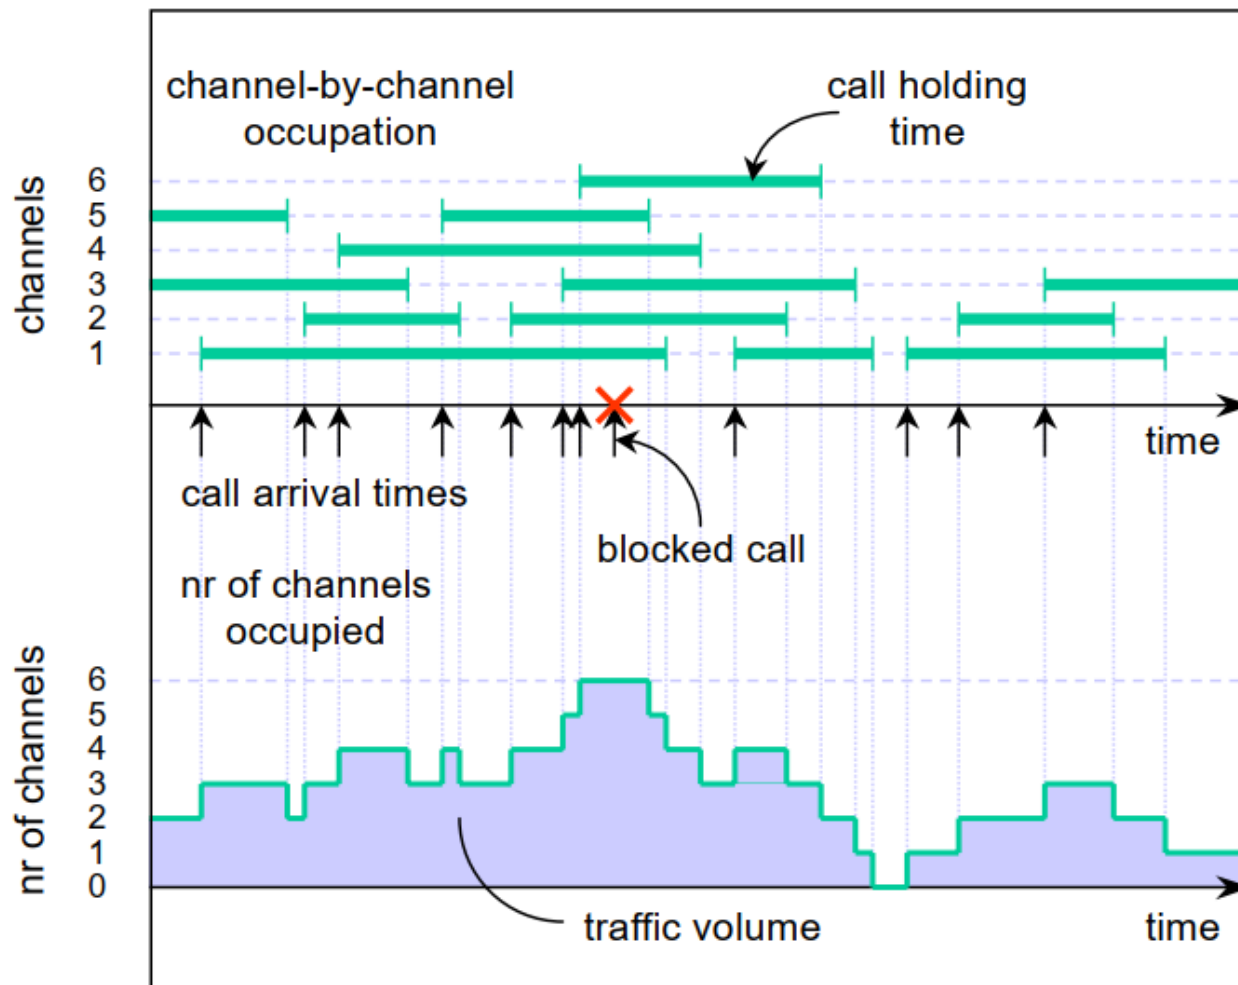 channel-by-channel
occupation
call holding
time
channels
6
5
4
3
2
1
time
call arrival times
blocked call
nr of channels
occupied
nr of channels
6
5
4
3
2
1
0
traffic volume
time